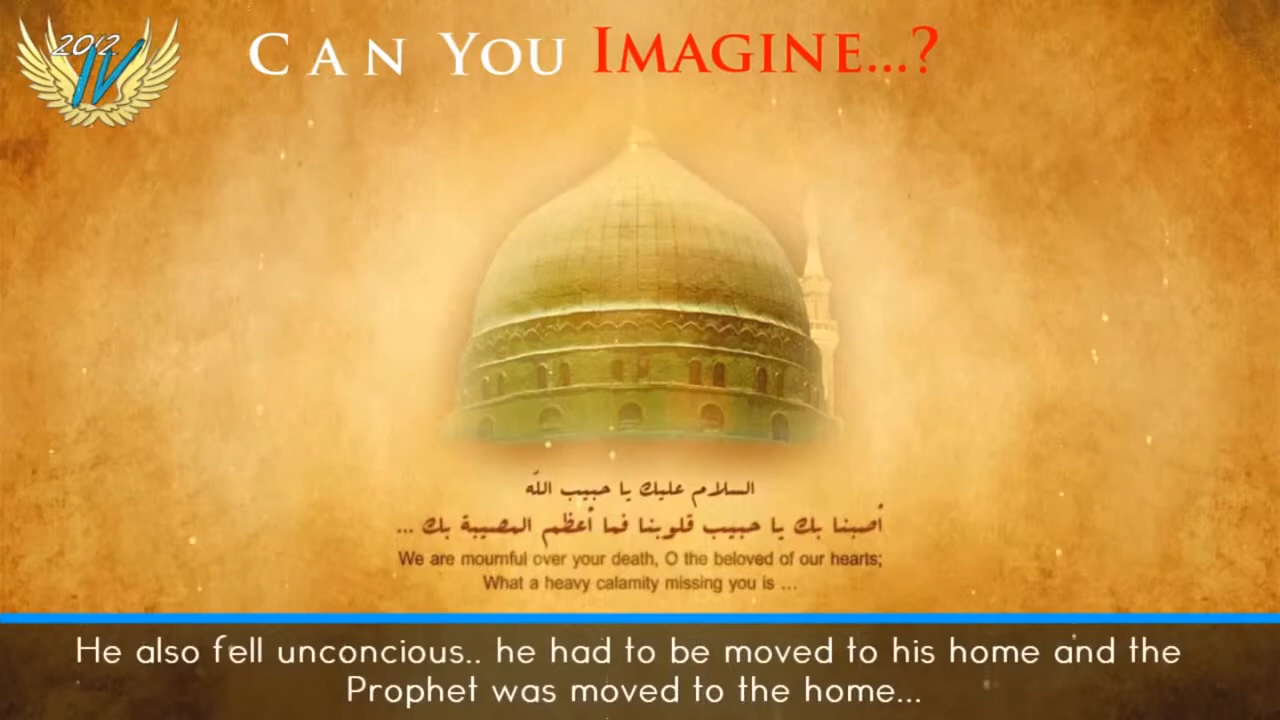 2012
IV
CAN YOU IMAGINE...?
السلام عليك يا حبيب الله
أصبنا بك يا حبيب قلوبنا فما أعظم المصيبة بك ...
We are mournful over your death, O the beloved of our hearts;
What a heavy calamity missing you is ...
He also fell unconcious.. he had to be moved to his home and the
Prophet was moved to the home...